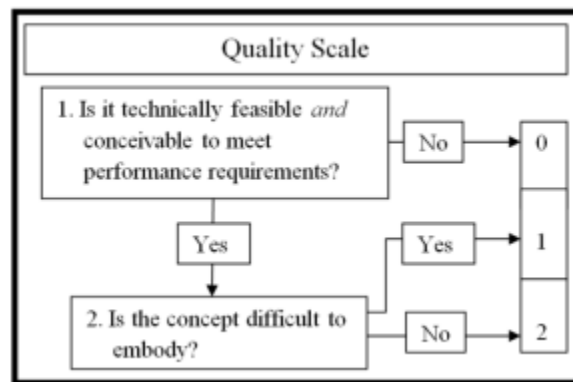 Quality Scale
1. Is it technically feasible and
conceivable to meet
performance requirements?
No
0
Yes
Yes
1
2. Is the concept difficult to
embody?
No
2